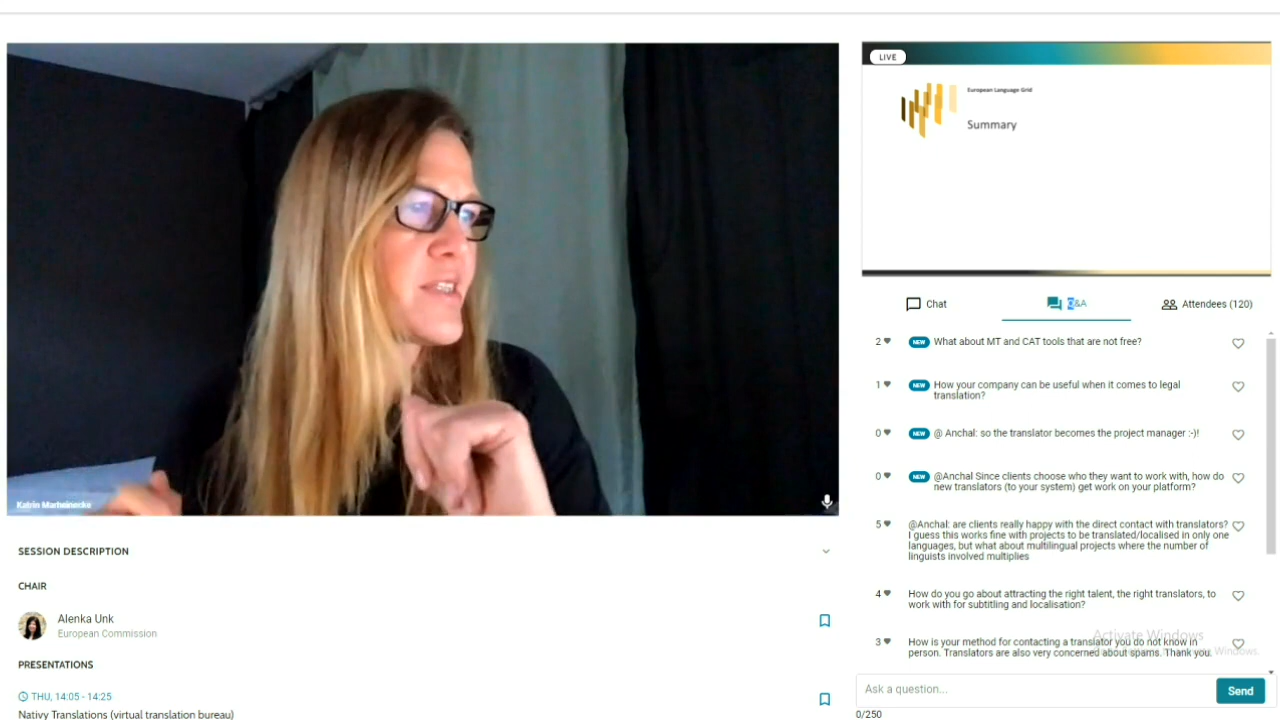 LIVE
European Language Grid
Summary
Katrin Marheinecke
Chat
Q&A
Attendees (120)
2
NEW What about MT and CAT tools that are not free?
1
NEW How your company can be useful when it comes to legal
translation?
0
NEW @ Anchal: so the translator becomes the project manager :-)!
0
NEW @Anchal Since clients choose who they want to work with, how do
new translators (to your system) get work on your platform?
5
@Anchal: are clients really happy with the direct contact with translators?
I guess this works fine with projects to be translated/localised in only one
languages, but what about multilingual projects where the number of
linguists involved multiplies
4
How do you go about attracting the right talent, the right translators, to
work with for subtitling and localisation?
3
How is your method for contacting a translator you do not know in
person. Translators are also very concerned about spams. Thank you,
Activate Windows
Windows.
Ask a question...
Send
0/250
SESSION DESCRIPTION
CHAIR
Alenka Unk
European Commission
PRESENTATIONS
THU, 14:05 - 14:25
Nativy Translations (virtual translation bureau)